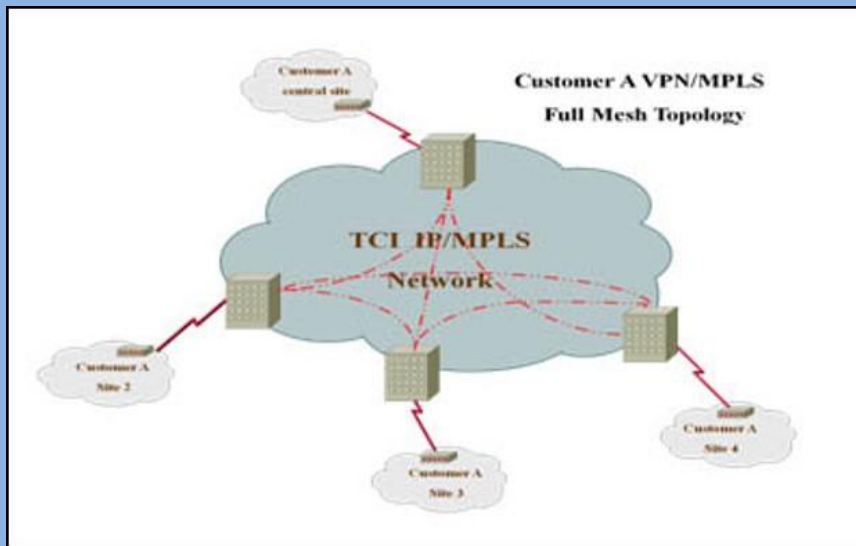 Customer A
central site
Customer A VPN/MPLS
Full Mesh Topology
TCI IP/MPLS
Network
Customer A
Site 2
Customer A
Site 3
Customer A
Site 4